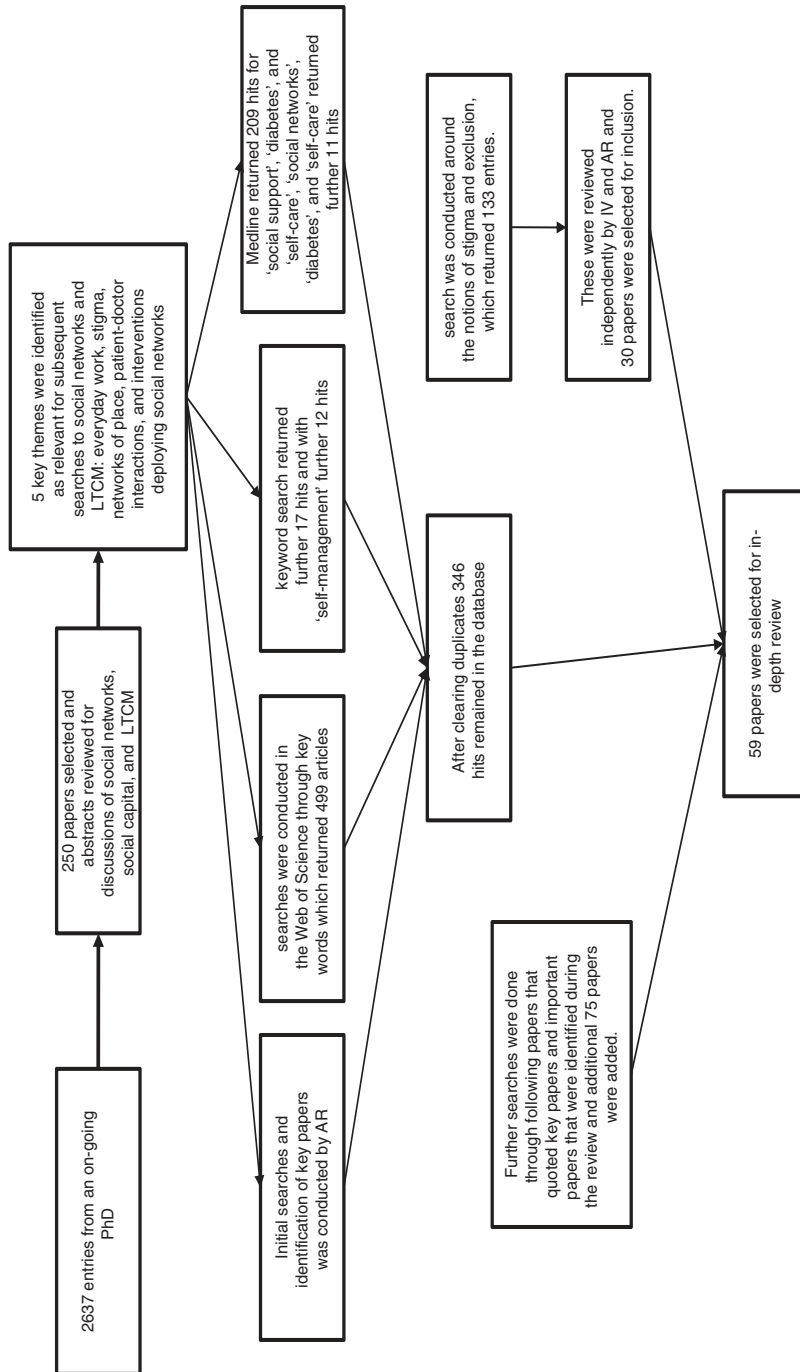 2637 entries from an on-going
PhD
250 papers selected and
abstracts reviewed for
discussions of social networks,
social capital, and LTCM
5 key themes were identified
as relevant for subsequent
searches to social networks and
LTCM: everyday work, stigma,
networks of place, patient-doctor
interactions, and interventions
deploying social networks
Initial searches and
identification of key papers
was conducted by AR
searches were conducted in
the Web of Science through key
words which returned 499 articles
keyword search returned
further 17 hits and with
‘self-management’ further 12 hits
Medline returned 209 hits for
‘social support’, ‘diabetes’, and
‘self-care’, ‘social networks’,
‘diabetes’, and ‘self-care’ returned
further 11 hits
After clearing duplicates 346
hits remained in the database
search was conducted around
the notions of stigma and exclusion,
which returned 133 entries.
These were reviewed
independently by IV and AR and
30 papers were selected for inclusion.
Further searches were done
through following papers that
quoted key papers and important
papers that were identified during
the review and additional 75 papers
were added.
59 papers were selected for in-
depth review